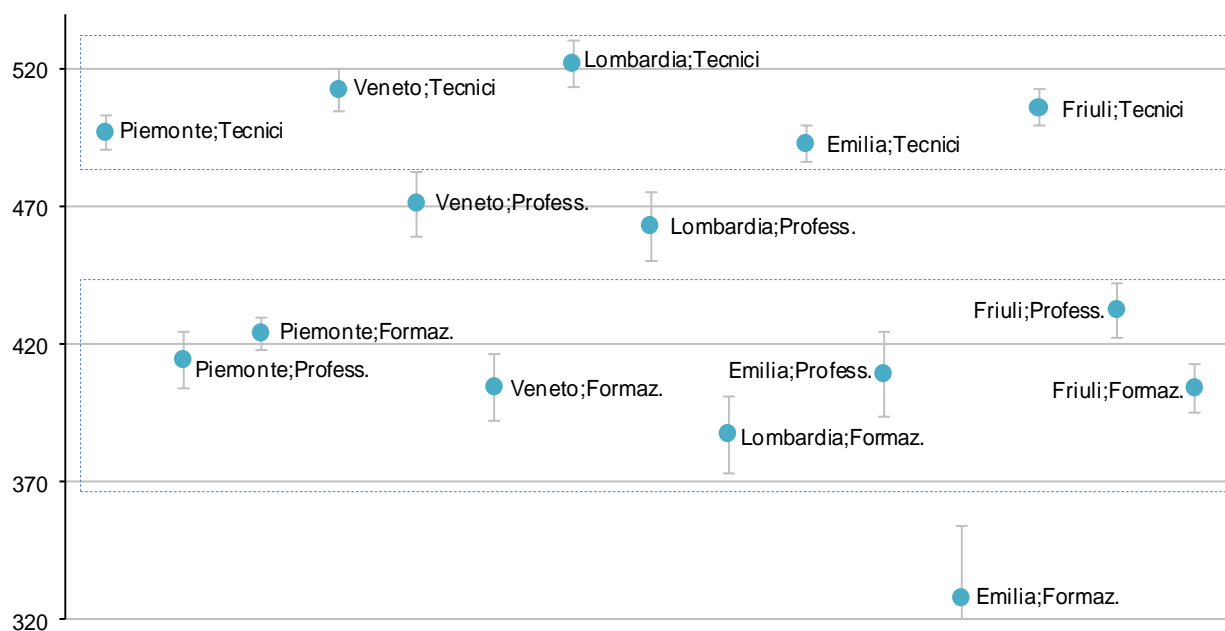 520
470
420
370
320
Lombardia;Tecnici
Veneto;Tecnici
Friuli;Tecnici
Piemonte;Tecnici
Emilia;Tecnici
Veneto;Profess.
Lombardia;Profess.
Friuli;Profess.
Piemonte;Formaz.
Piemonte;Profess.
Emilia;Profess.
Veneto;Formaz.
Friuli;Formaz.
Lombardia;Formaz.
Emilia;Formaz.